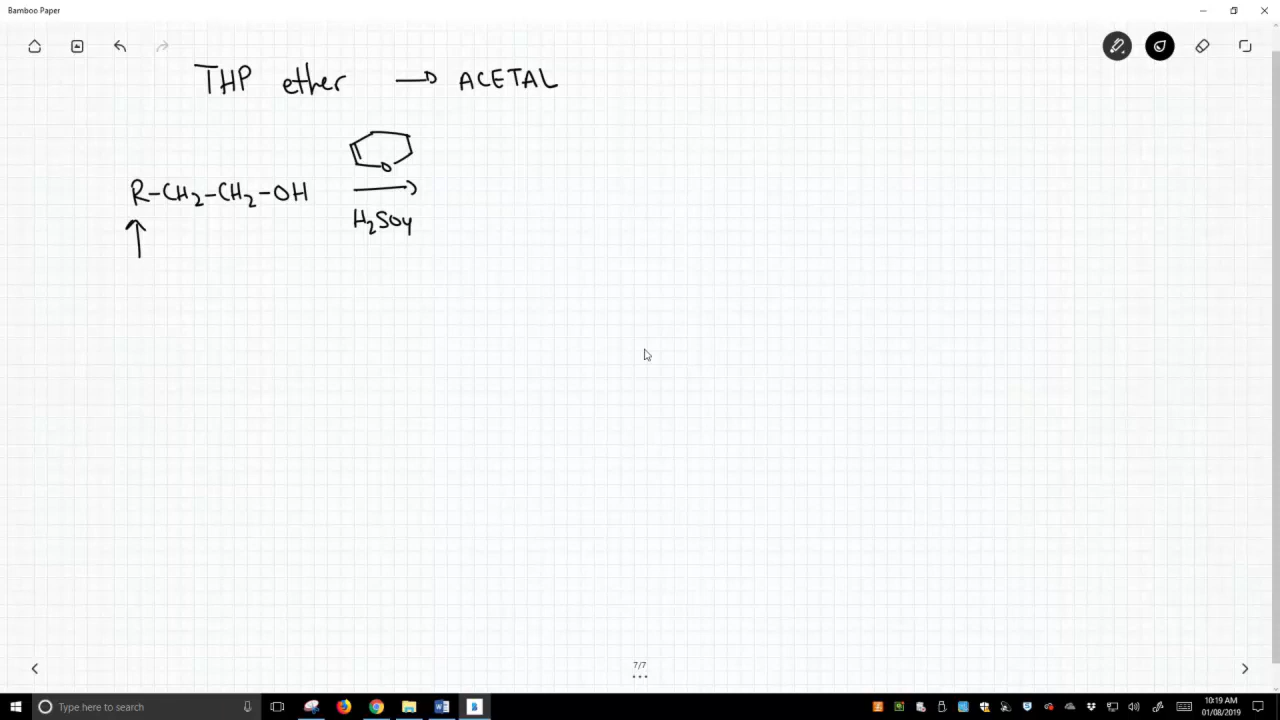 Bamboo Paper
THP ether → ACETAL
O
R-CH2-CH2-OH
H2SO4
7/7
Type here to search
10:19 AM
01/08/2019